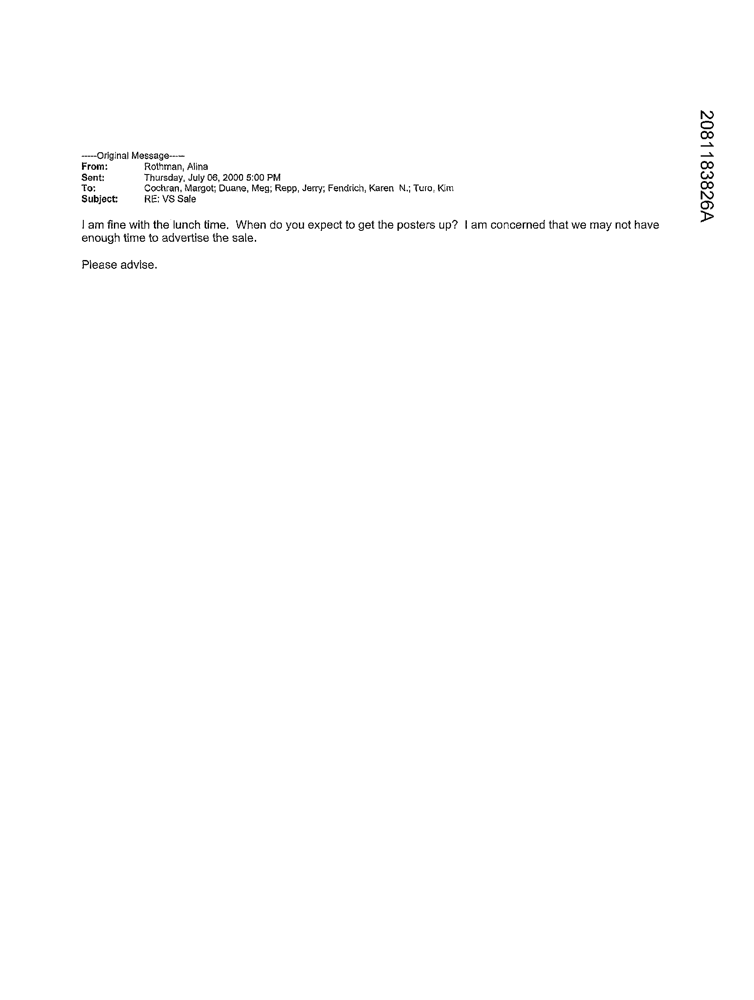 -----Original Message-----
From: Rothman, Alina
Sent: Thursday, July 06, 2000 5:00 PM
To: Cochran, Margot; Duane, Meg; Repp, Jerry; Fendrich, Karen N.; Turo, Kim
Subject: RE: VS Sale
I am fine with the lunch time. When do you expect to get the posters up? I am concerned that we may not have
enough time to advertise the sale.
Please advise.
2081183826A